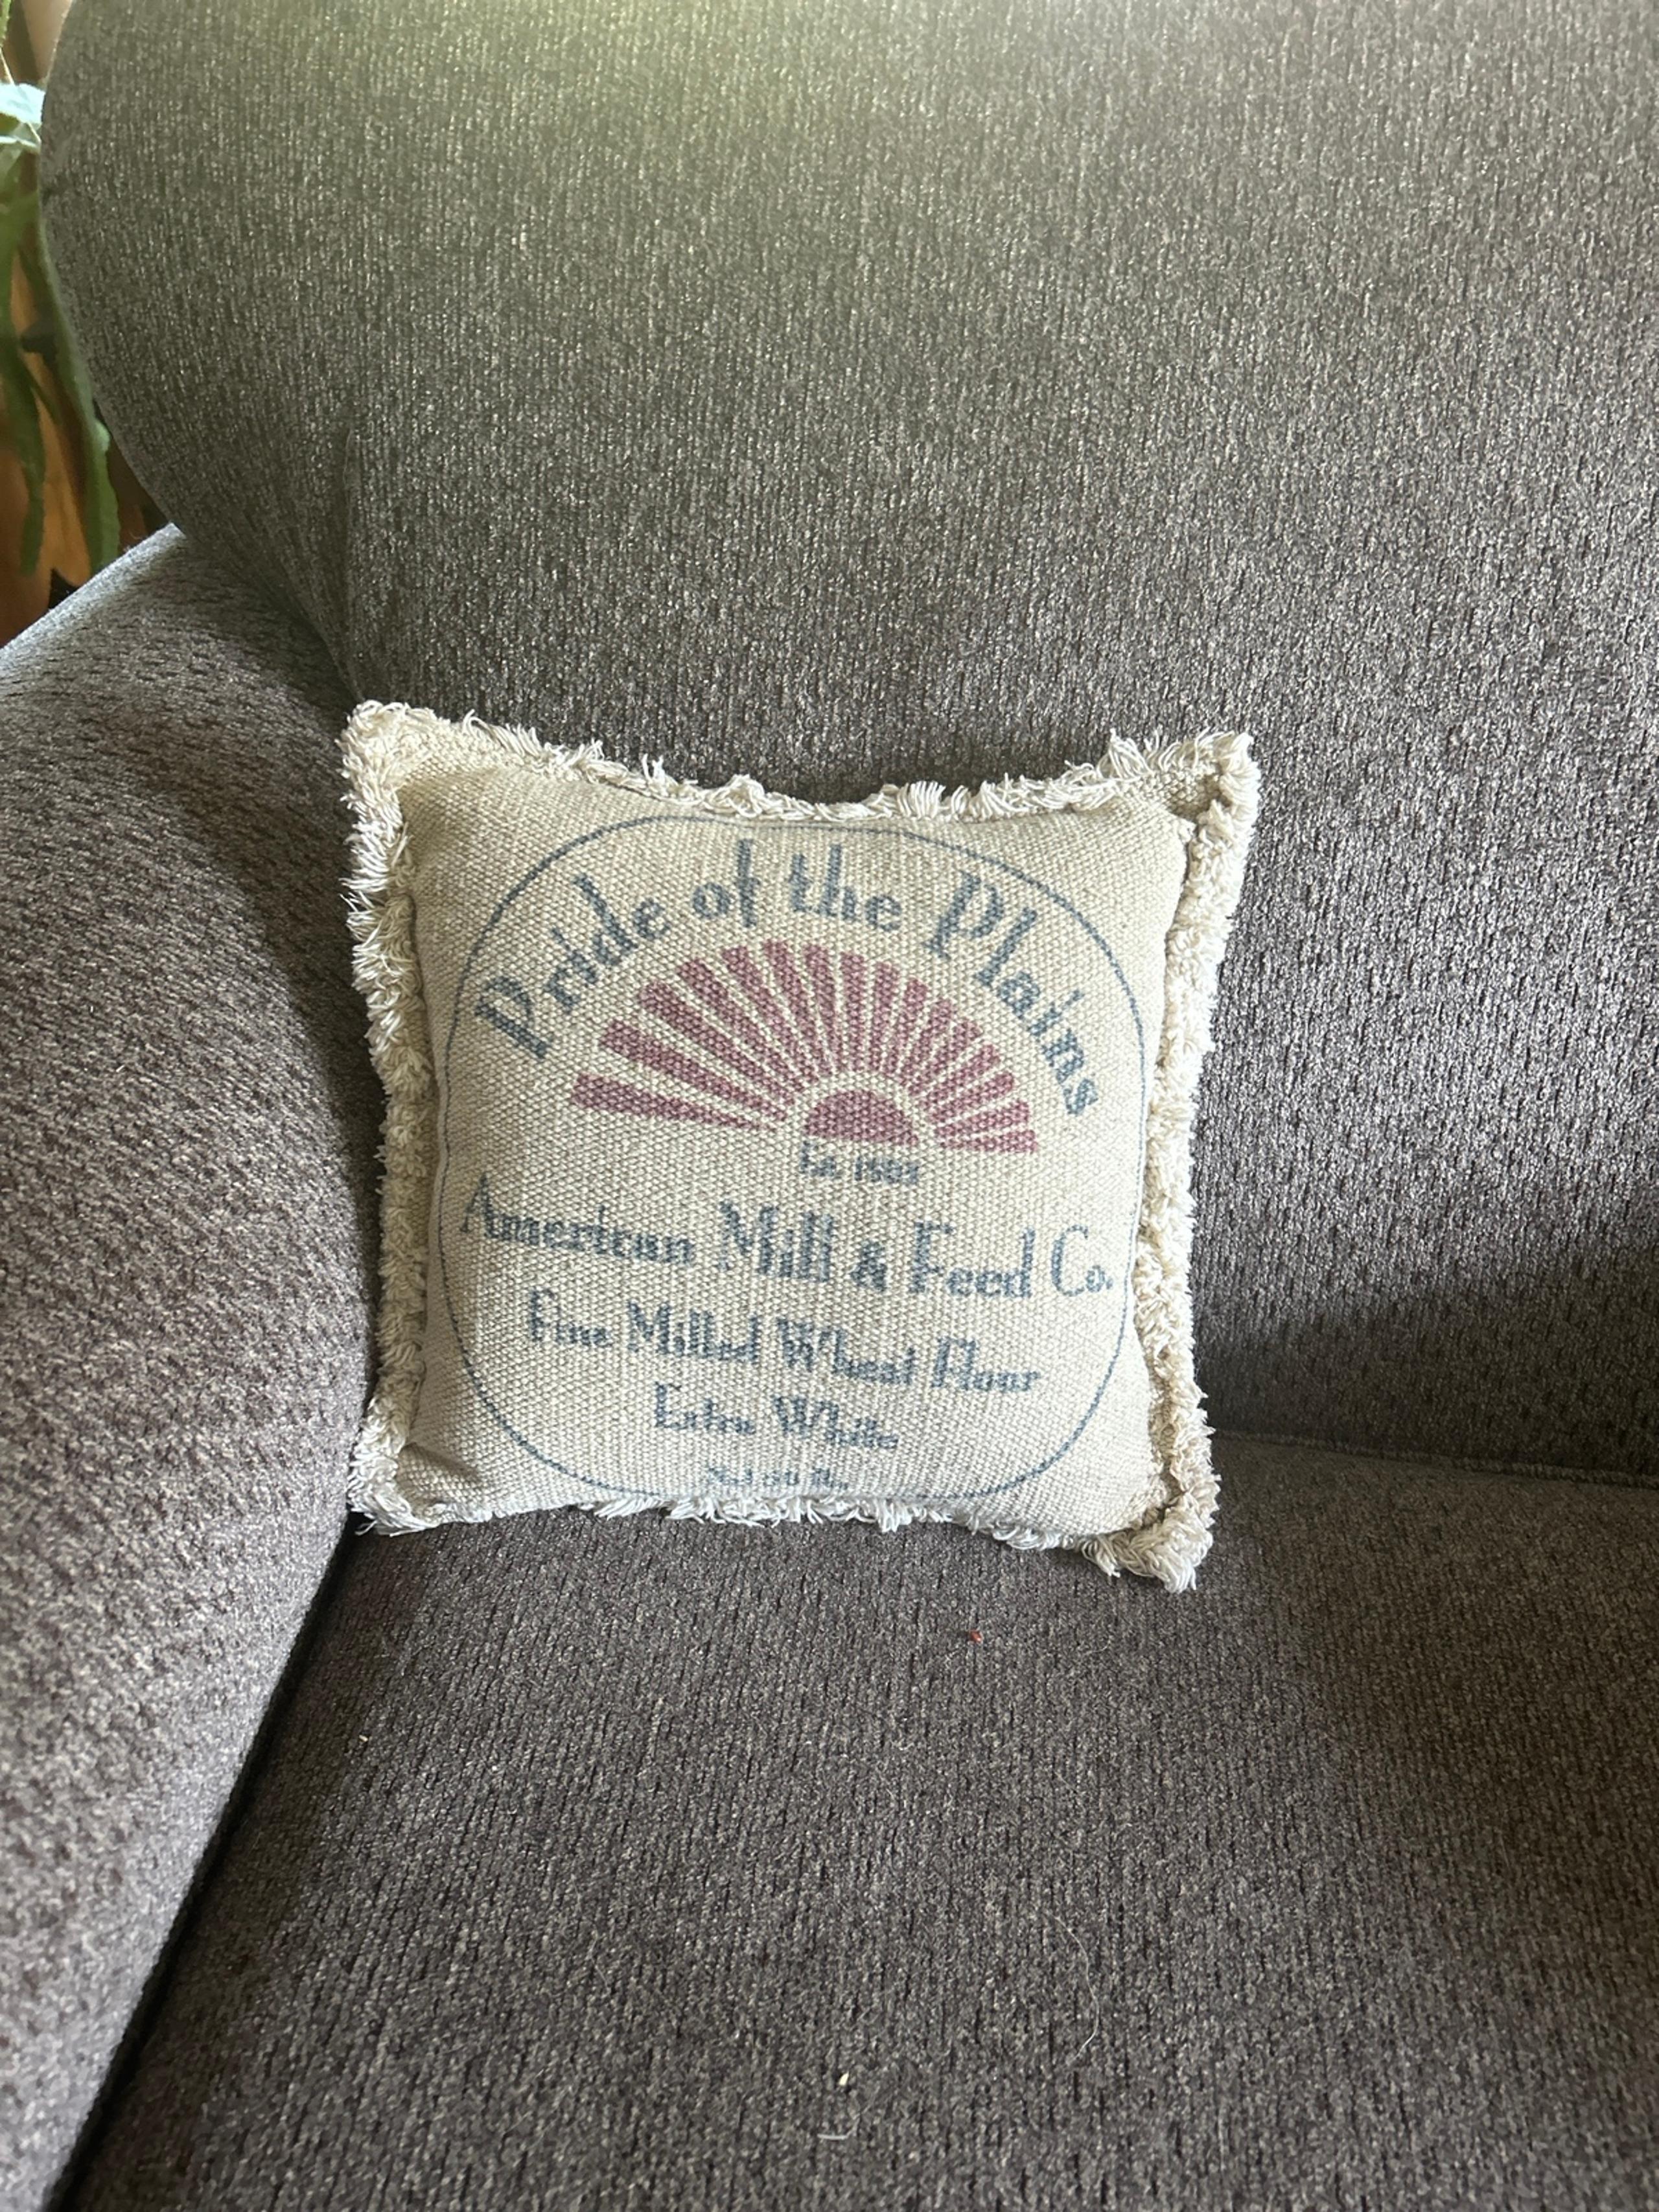 Pride of the Plains
American Mill & Feed Co.
Fine Milled Wheat Flour
Extra White